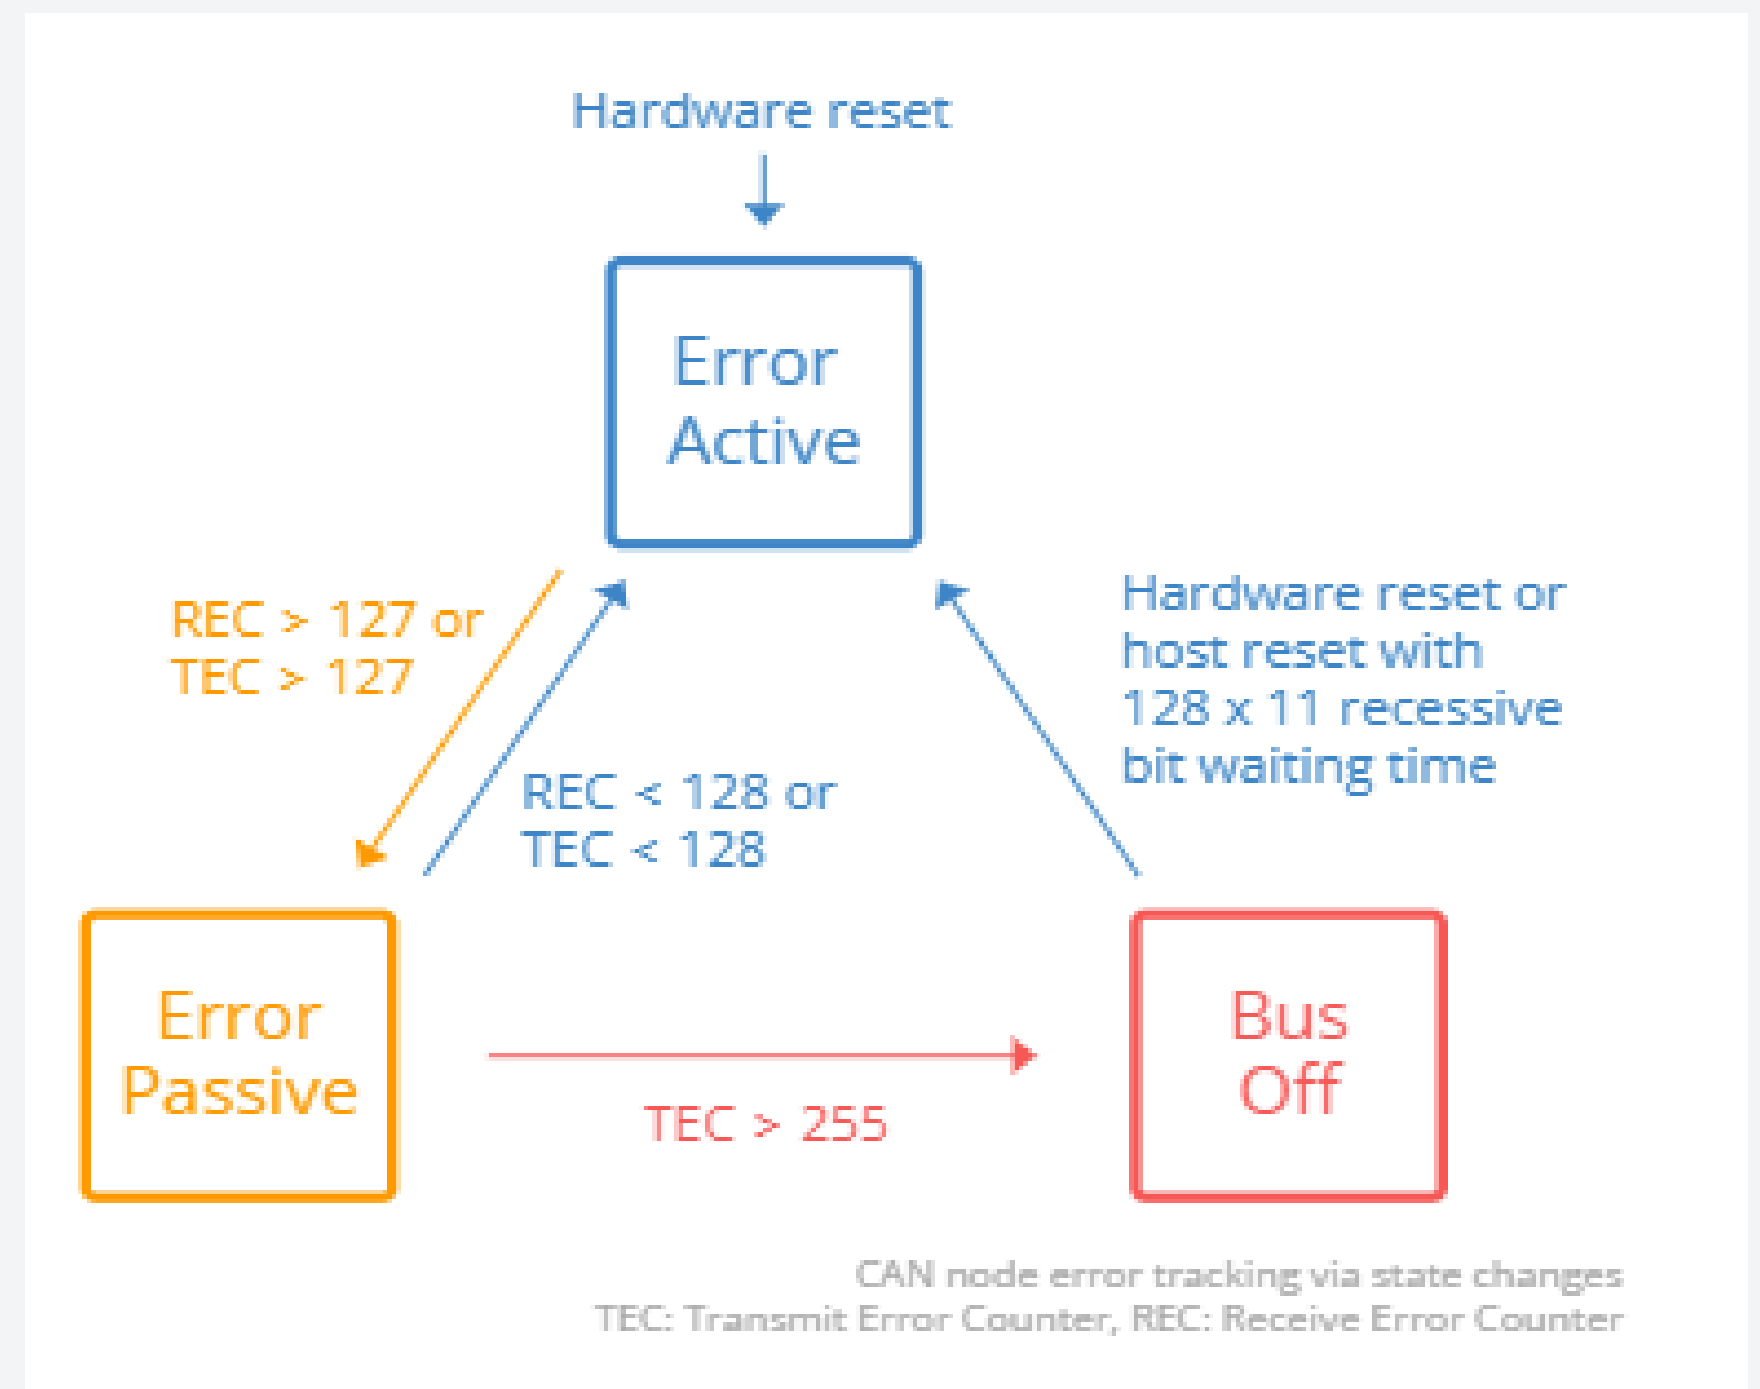 Hardware reset
Error
Active
REC > 127 or
TEC > 127
REC < 128 or
TEC < 128
Hardware reset or
host reset with
128 x 11 recessive
bit waiting time
Error
Passive
TEC > 255
Bus
Off
CAN node error tracking via state changes
TEC: Transmit Error Counter, REC: Receive Error Counter